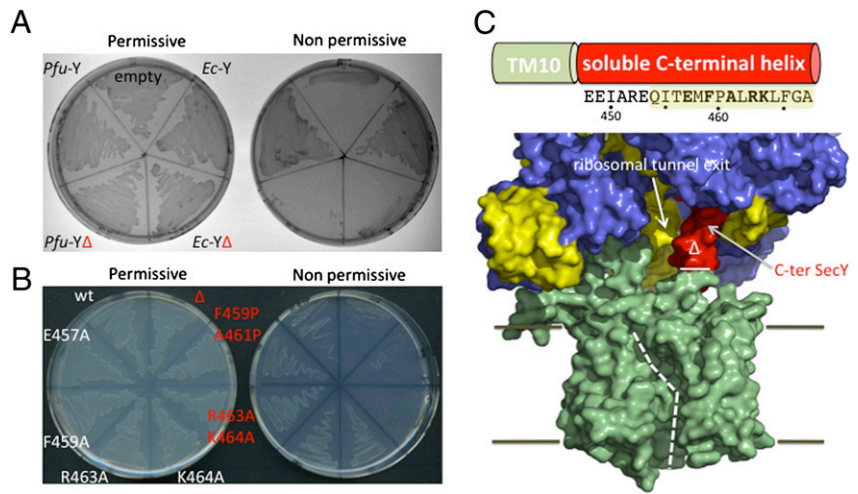 A
Permissive
Non permissive
Pfu-Y
empty
Ec-Y
Pfu-YΔ
Ec-YΔ
B
Permissive
Non permissive
wt
Δ
F459P
A461P
E457A
R463A
K464A
F459A
R463A
K464A
C
TM10
soluble C-terminal helix
EEIAREQITEMFPALRKLFGA
450
460
ribosomal tunnel exit
Δ
C-ter SecY